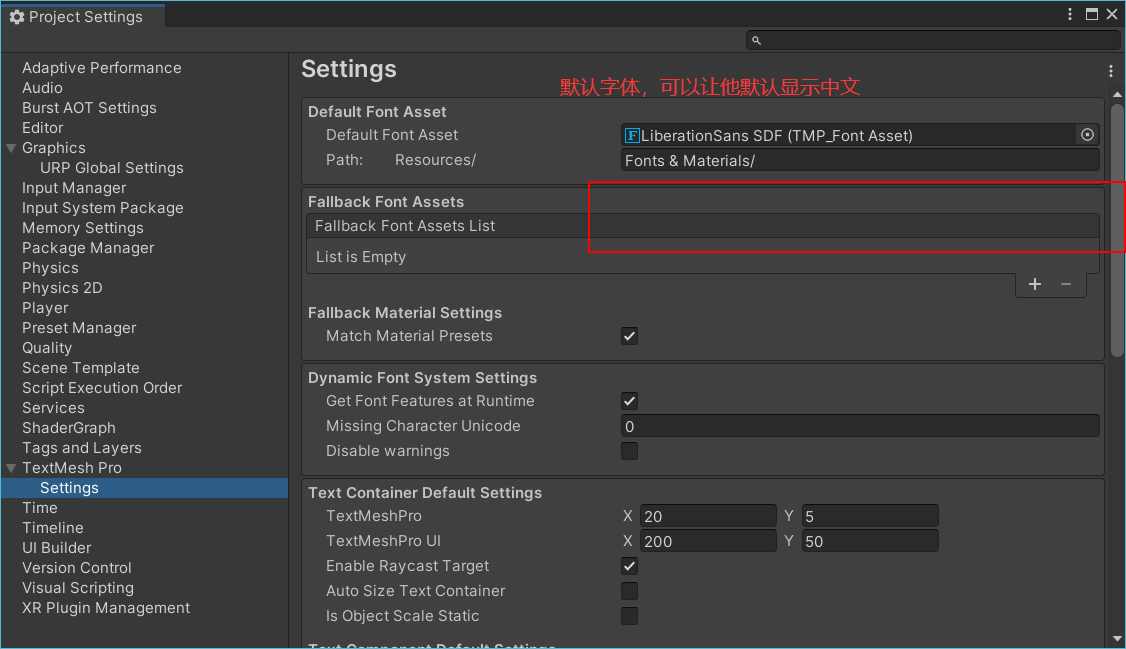 Project Settings
Adaptive Performance
Audio
Burst AOT Settings
Editor
Graphics
URP Global Settings
Input Manager
Input System Package
Memory Settings
Package Manager
Physics
Physics 2D
Player
Preset Manager
Quality
Scene Template
Script Execution Order
Services
ShaderGraph
Tags and Layers
TextMesh Pro
Settings
Time
Timeline
UI Builder
Version Control
Visual Scripting
XR Plugin Management
Settings
默认字体，可以让他默认显示中文
Default Font Asset
Default Font Asset F LiberationSans SDF (TMP_Font Asset)
Path: Resources/ Fonts & Materials/
Fallback Font Assets
Fallback Font Assets List
List is Empty
Fallback Material Settings
Match Material Presets
Dynamic Font System Settings
Get Font Features at Runtime
Missing Character Unicode 0
Disable warnings
Text Container Default Settings
TextMeshPro X 20 Y 5
TextMeshPro UI X 200 Y 50
Enable Raycast Target
Auto Size Text Container
Is Object Scale Static
Text Component Default Settings